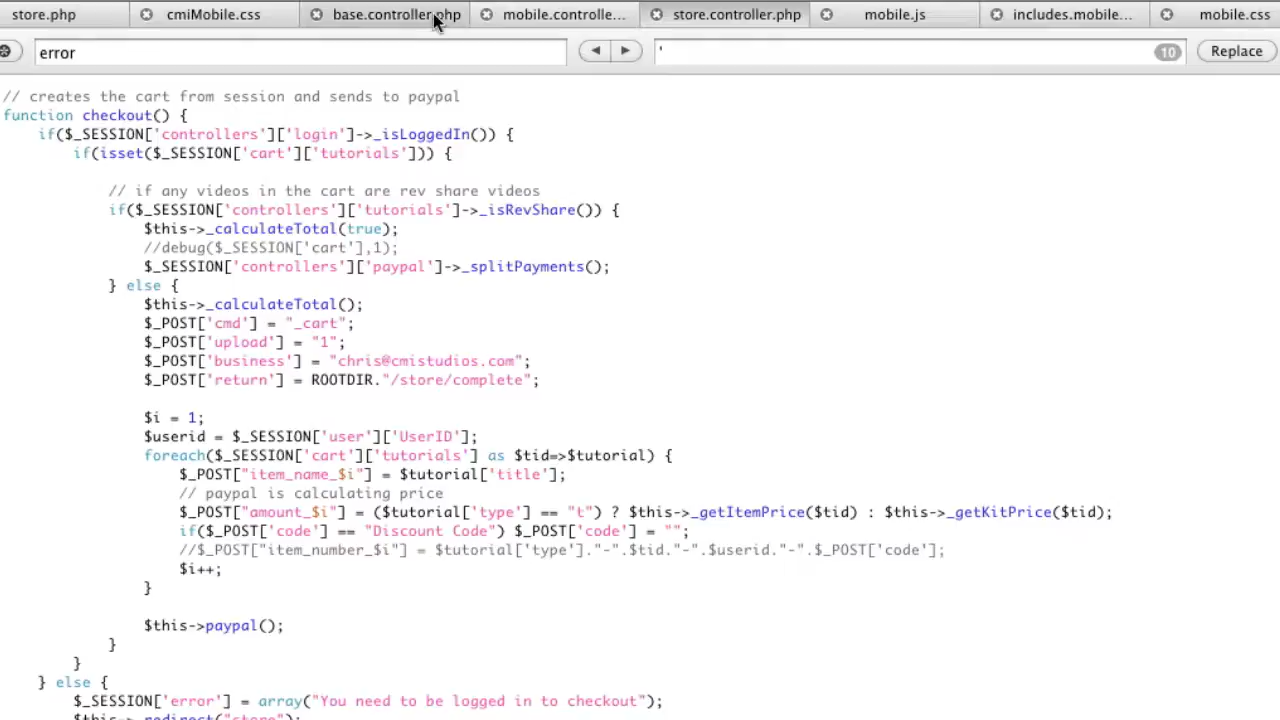 store.php cmiMobile.css base.controller.php mobile.controlle... store.controller.php mobile.js includes.mobile... mobile.css
error ' 10 Replace
// creates the cart from session and sends to paypal
function checkout() {
if($_SESSION['controllers']['login']->_isLoggedIn()) {
if(isset($_SESSION['cart']['tutorials'])) {
// if any videos in the cart are rev share videos
if($_SESSION['controllers']['tutorials']->_isRevShare()) {
$this->_calculateTotal(true);
//debug($_SESSION['cart'],1);
$_SESSION['controllers']['paypal']->_splitPayments();
} else {
$this->_calculateTotal();
$_POST['cmd'] = "_cart";
$_POST['upload'] = "1";
$_POST['business'] = "chris@cmistudios.com";
$_POST['return'] = ROOTDIR."/store/complete";
$i = 1;
$userid = $_SESSION['user']['UserID'];
foreach($_SESSION['cart']['tutorials'] as $tid=>$tutorial) {
$_POST["item_name_$i"] = $tutorial['title'];
// paypal is calculating price
$_POST["amount_$i"] = ($tutorial['type'] == "t") ? $this->_getItemPrice($tid) : $this->_getKitPrice($tid);
if($_POST['code'] == "Discount Code") $_POST['code'] = "";
//$_POST["item_number_$i"] = $tutorial['type']."-".$tid."-".$userid."-".$_POST['code'];
$i++;
}
$this->paypal();
}
}
} else {
$_SESSION['error'] = array("You need to be logged in to checkout");
$this->_redirect("store");